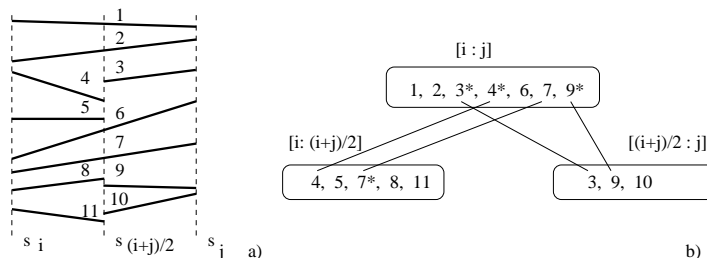 1
2
3
4
5
6
7
8 9
10
11
s i s (i+j)/2 s j a)
[i : j]
1, 2, 3*, 4*, 6, 7, 9*
[i: (i+j)/2] [(i+j)/2 : j]
4, 5, 7*, 8, 11 3, 9, 10
b)